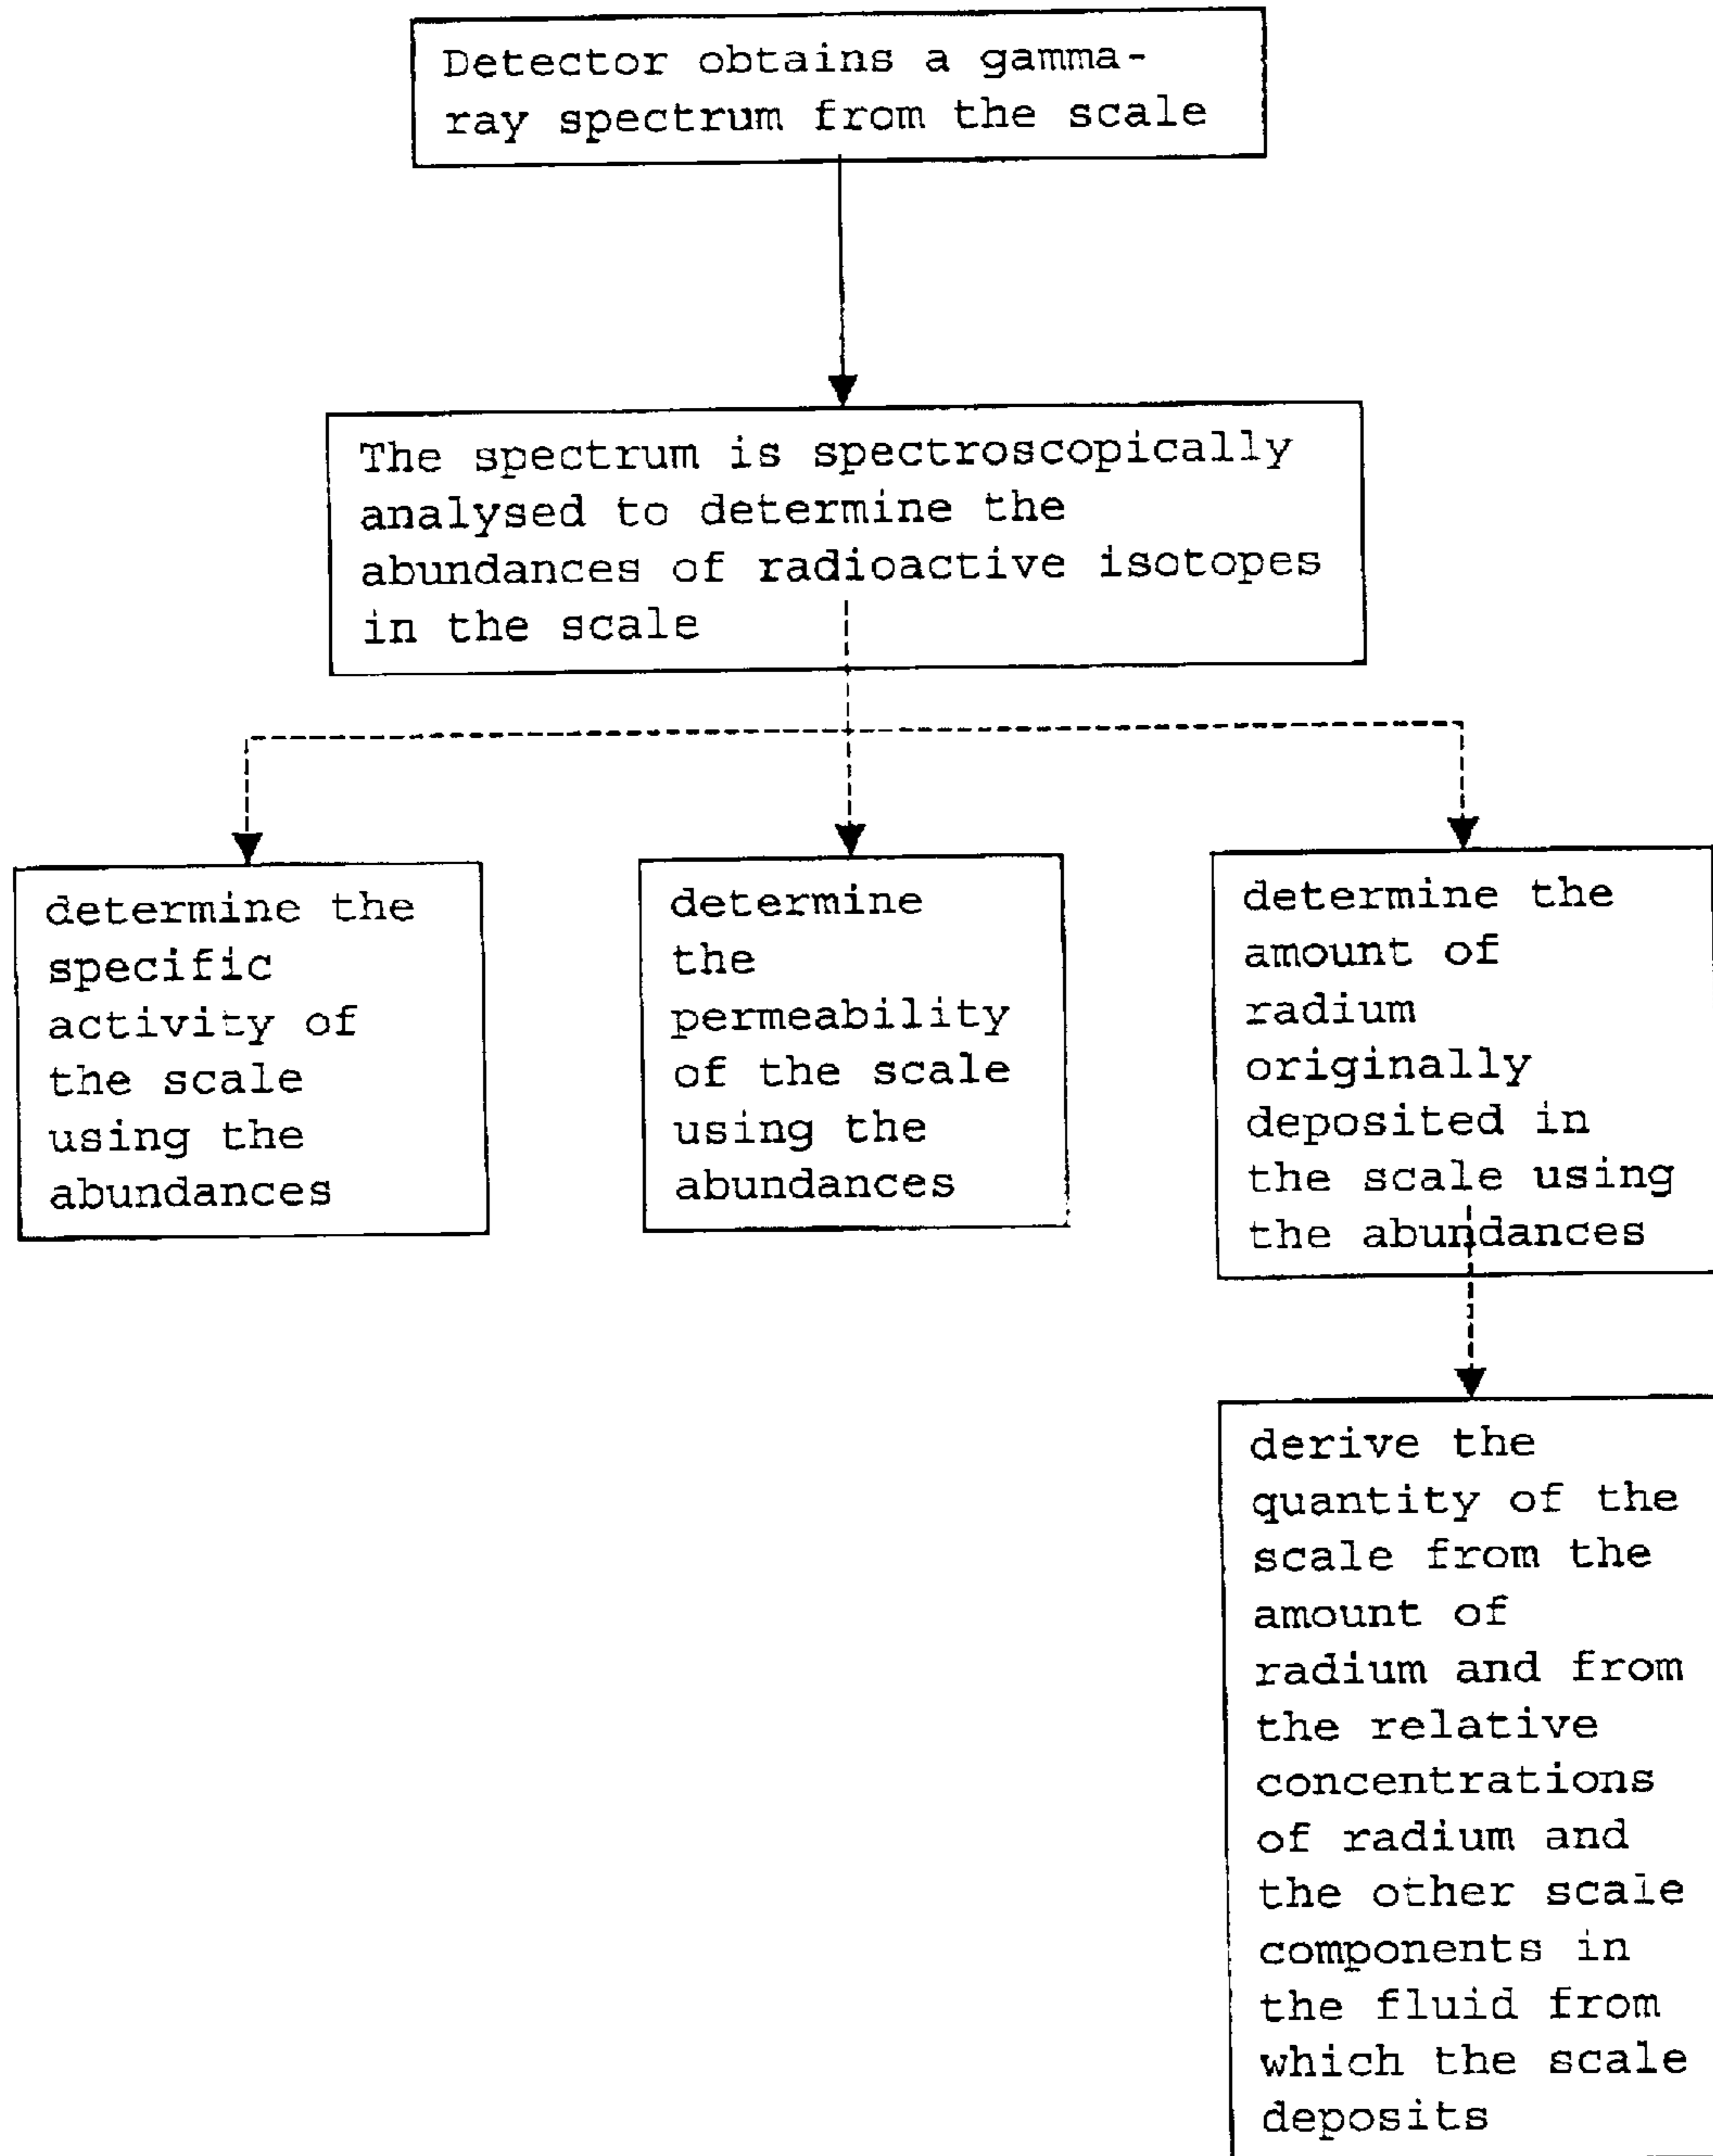 Detector obtains a gamma-
ray spectrum from the scale
The spectrum is spectroscopically
analysed to determine the
abundances of radioactive isotopes
in the scale
determine the
specific
activity of
the scale
using the
abundances
determine
the
permeability
of the scale
using the
abundances
determine the
amount of
radium
originally
deposited in
the scale using
the abundances
derive the
quantity of the
scale from the
amount of
radium and from
the relative
concentrations
of radium and
the other scale
components in
the fluid from
which the scale
deposits